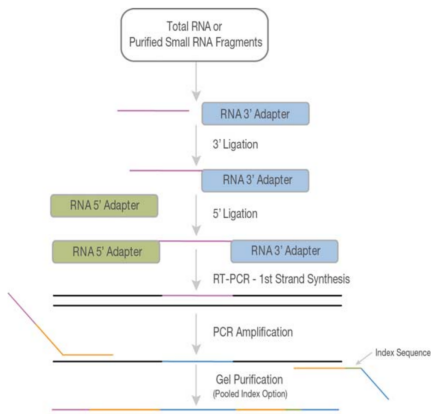 Total RNA or
Purified Small RNA Fragments
RNA 3' Adapter
3' Ligation
RNA 3' Adapter
RNA 5' Adapter
5' Ligation
RNA 5' Adapter
RNA 3' Adapter
RT-PCR - 1st Strand Synthesis
PCR Amplification
Index Sequence
Gel Purification
(Pooled Index Option)